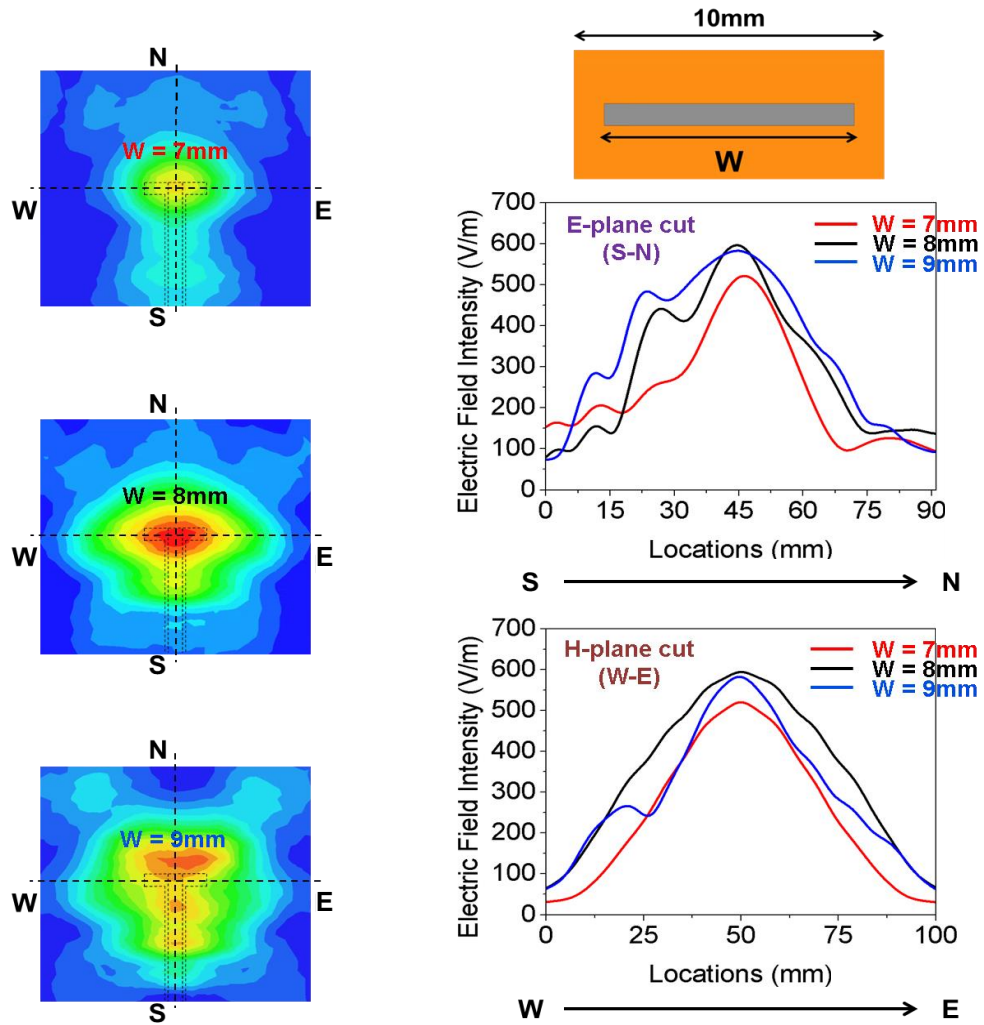 N
W = 7mm
W
E
S
N
W = 8mm
W
E
S
N
W = 9mm
W
E
S
10mm
W
E-plane cut
(S-N)
W = 7mm
W = 8mm
W = 9mm
Electric Field Intensity (V/m)
700
600
500
400
300
200
100
0
0 15 30 45 60 75 90
Locations (mm)
S N
H-plane cut
(W-E)
W = 7mm
W = 8mm
W = 9mm
Electric Field Intensity (V/m)
700
600
500
400
300
200
100
0
0 25 50 75 100
Locations (mm)
W E